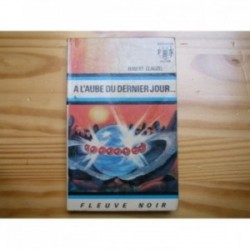 A L'AUBE DU DERNIER JOUR...
FLEUVE NOIR